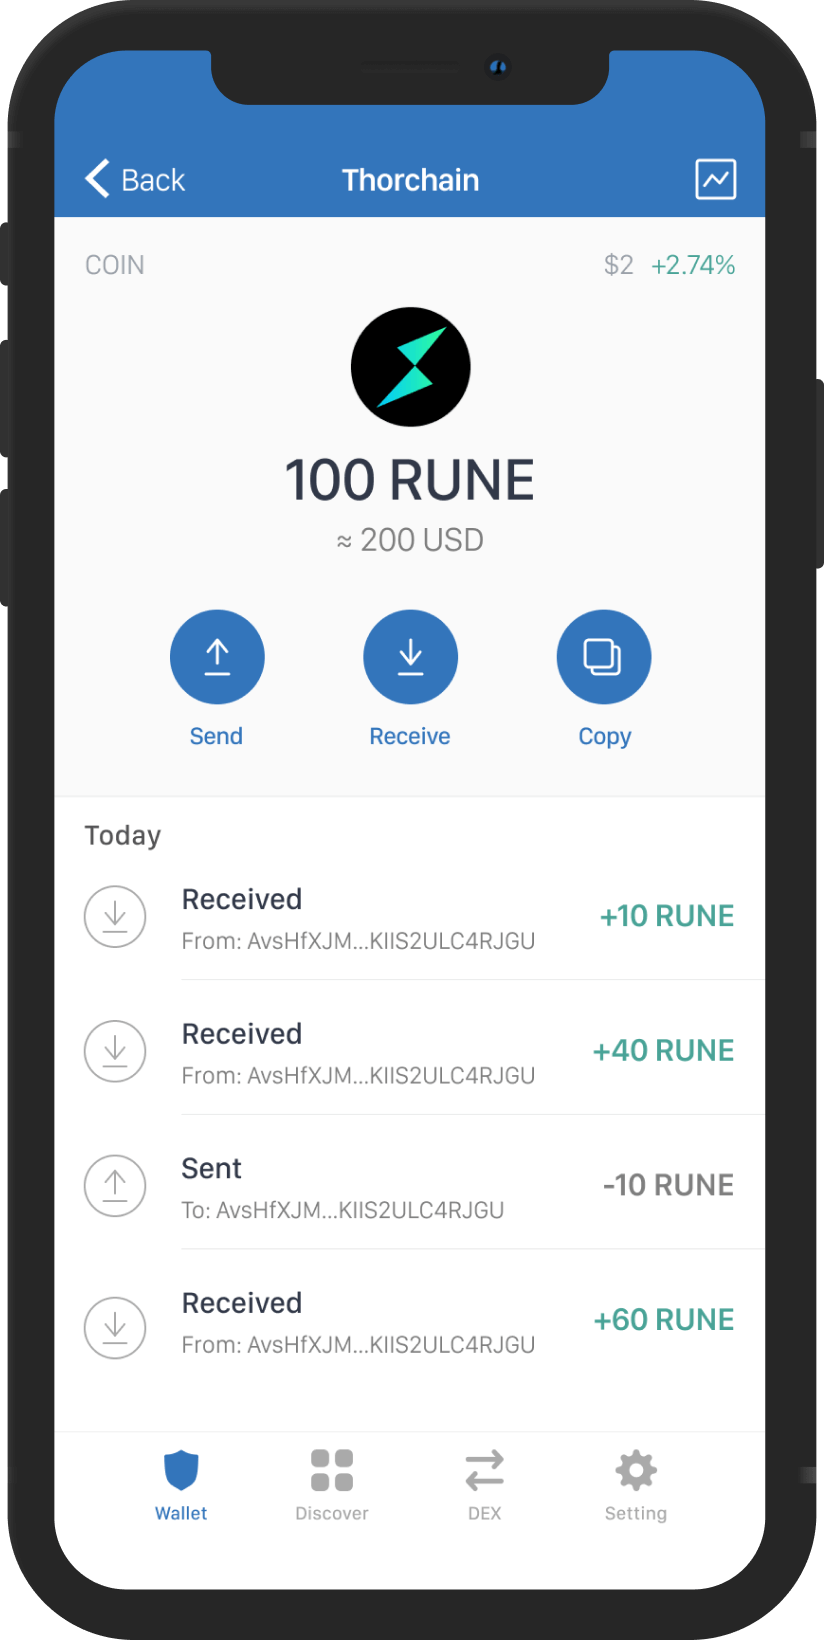 Back
Thorchain
COIN
$2 +2.74%
100 RUNE
≈ 200 USD
Send
Receive
Copy
Today
Received
+10 RUNE
From: AvsHfXJM...KIIS2ULC4RJGU
Received
+40 RUNE
From: AvsHfXJM...KIIS2ULC4RJGU
Sent
-10 RUNE
To: AvsHfXJM...KIIS2ULC4RJGU
Received
+60 RUNE
From: AvsHfXJM...KIIS2ULC4RJGU
Wallet
Discover
DEX
Setting